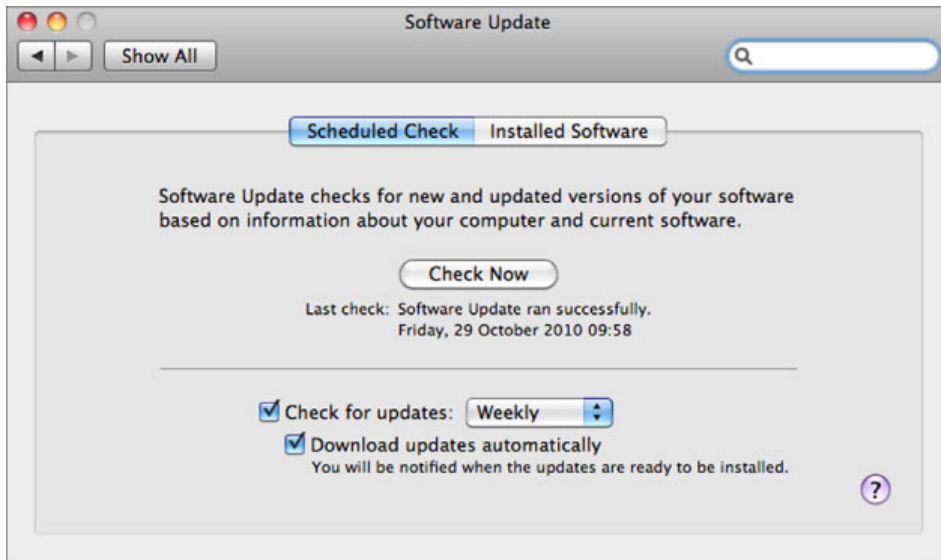 Software Update
Show All
Scheduled Check Installed Software
Software Update checks for new and updated versions of your software
based on information about your computer and current software.
Check Now
Last check: Software Update ran successfully.
Friday, 29 October 2010 09:58
Check for updates: Weekly
Download updates automatically
You will be notified when the updates are ready to be installed.
?